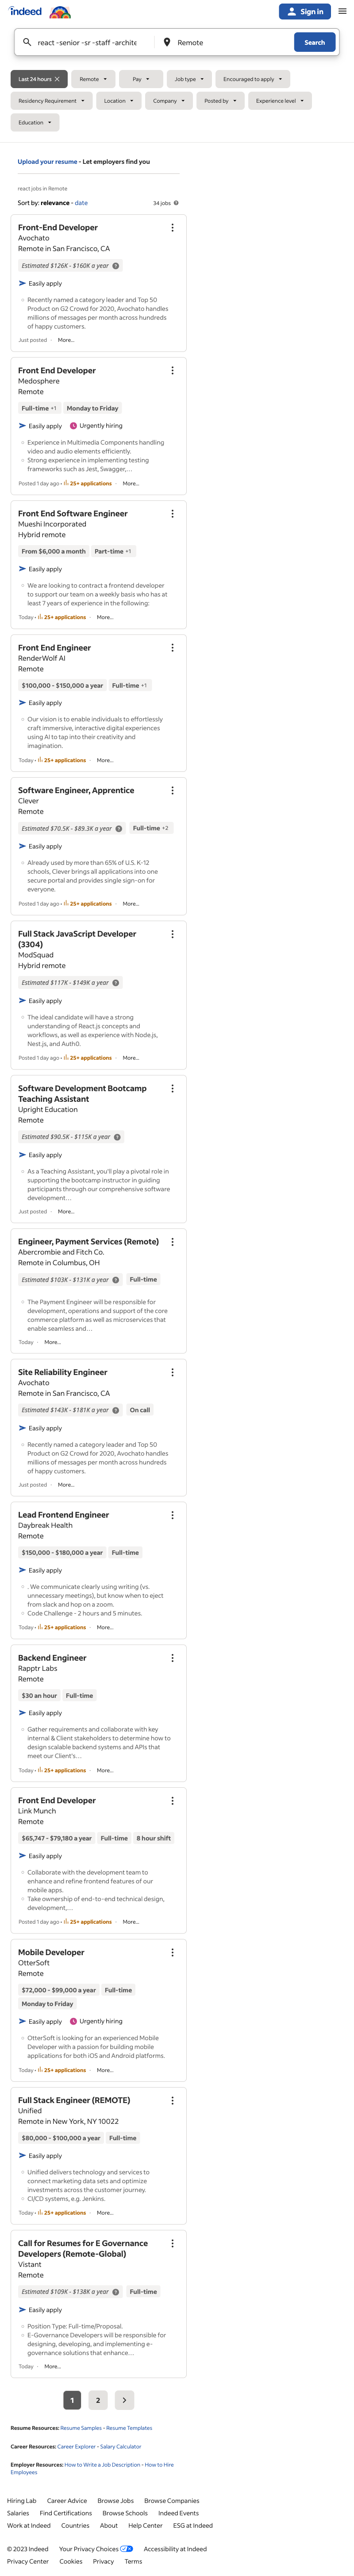 indeed
Sign in
react -senior -sr -staff -archite
Remote
Search
Last 24 hours
Remote
Pay
Job type
Encouraged to apply
Residency Requirement
Location
Company
Posted by
Experience level
Education
Upload your resume - Let employers find you
react jobs in Remote
Sort by: relevance - date
34 jobs
Front-End Developer
Avochato
Remote in San Francisco, CA
Estimated $126K - $160K a year
Easily apply
Recently named a category leader and Top 50
Product on G2 Crowd for 2020, Avochato handles
millions of messages per month across hundreds
of happy customers.
Just posted · More...
Front End Developer
Medosphere
Remote
Full-time +1
Monday to Friday
Easily apply
Urgently hiring
Experience in Multimedia Components handling
video and audio elements efficiently.
Strong experience in implementing testing
frameworks such as Jest, Swagger,…
Posted 1 day ago • 25+ applications · More...
Front End Software Engineer
Mueshi Incorporated
Hybrid remote
From $6,000 a month
Part-time +1
Easily apply
We are looking to contract a frontend developer
to support our team on a weekly basis who has at
least 7 years of experience in the following:
Today • 25+ applications · More...
Front End Engineer
RenderWolf AI
Remote
$100,000 - $150,000 a year
Full-time +1
Easily apply
Our vision is to enable individuals to effortlessly
craft immersive, interactive digital experiences
using AI to tap into their creativity and
imagination.
Today • 25+ applications · More...
Software Engineer, Apprentice
Clever
Remote
Estimated $70.5K - $89.3K a year
Full-time +2
Easily apply
Already used by more than 65% of U.S. K-12
schools, Clever brings all applications into one
secure portal and provides single sign-on for
everyone.
Posted 1 day ago • 25+ applications · More...
Full Stack JavaScript Developer
(3304)
ModSquad
Hybrid remote
Estimated $117K - $149K a year
Easily apply
The ideal candidate will have a strong
understanding of React.js concepts and
workflows, as well as experience with Node.js,
Nest.js, and Auth0.
Posted 1 day ago • 25+ applications · More...
Software Development Bootcamp
Teaching Assistant
Upright Education
Remote
Estimated $90.5K - $115K a year
Easily apply
As a Teaching Assistant, you'll play a pivotal role in
supporting the bootcamp instructor in guiding
participants through our comprehensive software
development…
Just posted · More...
Engineer, Payment Services (Remote)
Abercrombie and Fitch Co.
Remote in Columbus, OH
Estimated $103K - $131K a year
Full-time
The Payment Engineer will be responsible for
development, operations and support of the core
commerce platform as well as microservices that
enable seamless and…
Today · More...
Site Reliability Engineer
Avochato
Remote in San Francisco, CA
Estimated $143K - $181K a year
On call
Easily apply
Recently named a category leader and Top 50
Product on G2 Crowd for 2020, Avochato handles
millions of messages per month across hundreds
of happy customers.
Just posted · More...
Lead Frontend Engineer
Daybreak Health
Remote
$150,000 - $180,000 a year
Full-time
Easily apply
. We communicate clearly using writing (vs.
unnecessary meetings), but know when to eject
from slack and hop on a zoom.
Code Challenge - 2 hours and 5 minutes.
Today • 25+ applications · More...
Backend Engineer
Rapptr Labs
Remote
$30 an hour
Full-time
Easily apply
Gather requirements and collaborate with key
internal & Client stakeholders to determine how to
design scalable backend systems and APIs that
meet our Client's…
Today • 25+ applications · More...
Front End Developer
Link Munch
Remote
$65,747 - $79,180 a year
Full-time
8 hour shift
Easily apply
Collaborate with the development team to
enhance and refine frontend features of our
mobile apps.
Take ownership of end-to-end technical design,
development,…
Posted 1 day ago • 25+ applications · More...
Mobile Developer
OtterSoft
Remote
$72,000 - $99,000 a year
Full-time
Monday to Friday
Easily apply
Urgently hiring
OtterSoft is looking for an experienced Mobile
Developer with a passion for building mobile
applications for both iOS and Android platforms.
Today • 25+ applications · More...
Full Stack Engineer (REMOTE)
Unified
Remote in New York, NY 10022
$80,000 - $100,000 a year
Full-time
Easily apply
Unified delivers technology and services to
connect marketing data sets and optimize
investments across the customer journey.
CI/CD systems, e.g. Jenkins.
Today • 25+ applications · More...
Call for Resumes for E Governance
Developers (Remote-Global)
Vistant
Remote
Estimated $109K - $138K a year
Full-time
Easily apply
Position Type: Full-time/Proposal.
E-Governance Developers will be responsible for
designing, developing, and implementing e-
governance solutions that enhance…
Today · More...
1
2
Resume Resources: Resume Samples - Resume Templates
Career Resources: Career Explorer - Salary Calculator
Employer Resources: How to Write a Job Description - How to Hire
Employees
Hiring Lab Career Advice Browse Jobs Browse Companies
Salaries Find Certifications Browse Schools Indeed Events
Work at Indeed Countries About Help Center ESG at Indeed
© 2023 Indeed Your Privacy Choices Accessibility at Indeed
Privacy Center Cookies Privacy Terms